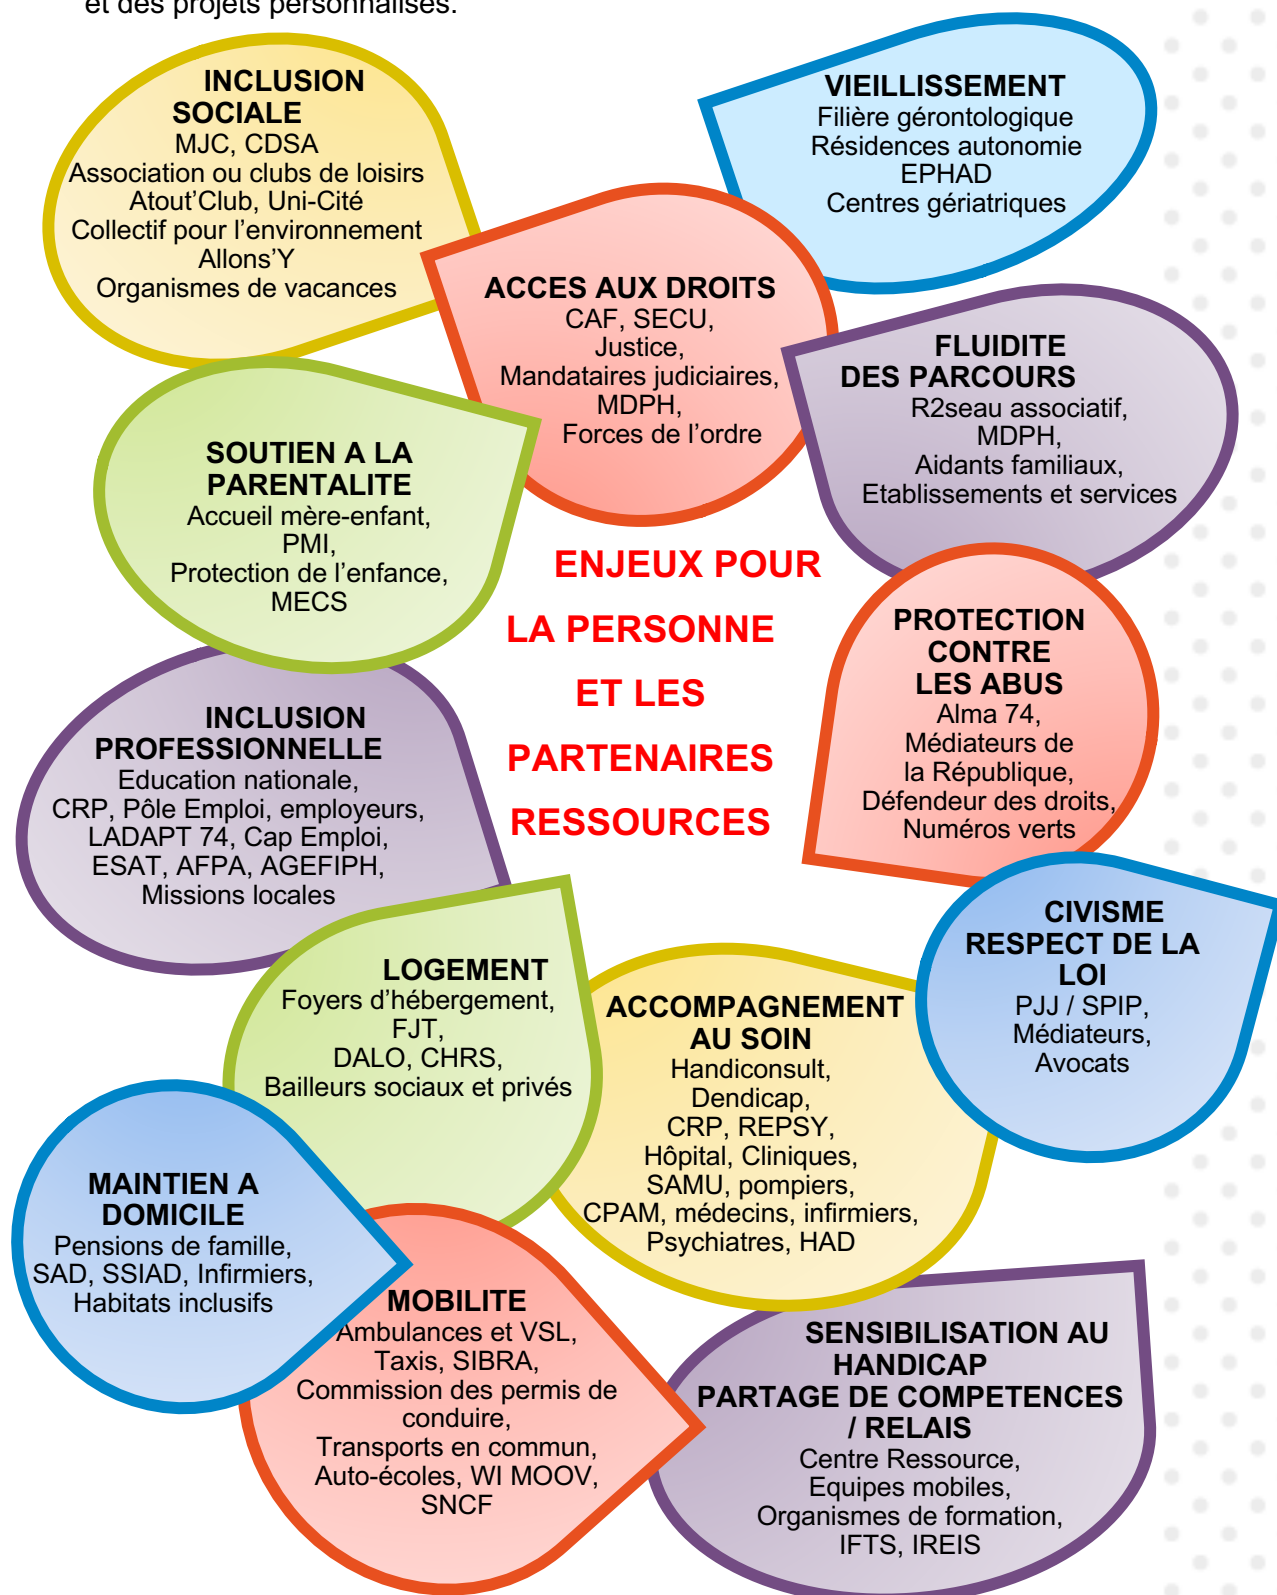 et des projets personnalisés.
INCLUSION
SOCIALE
MJC, CDSA
Association ou clubs de loisirs
Atout'Club, Uni-Cité
Collectif pour l'environnement
Allons'Y
Organismes de vacances
VIEILLISSEMENT
Filière gérontologique
Résidences autonomie
EPHAD
Centres gériatriques
ACCES AUX DROITS
CAF, SECU,
Justice,
Mandataires judiciaires,
MDPH,
Forces de l'ordre
FLUIDITE
DES PARCOURS
R2seau associatif,
MDPH,
Aidants familiaux,
Etablissements et services
SOUTIEN A LA
PARENTALITE
Accueil mère-enfant,
PMI,
Protection de l'enfance,
MECS
ENJEUX POUR
LA PERSONNE
ET LES
PARTENAIRES
RESSOURCES
PROTECTION
CONTRE
LES ABUS
Alma 74,
Médiateurs de
la République,
Défendeur des droits,
Numéros verts
INCLUSION
PROFESSIONNELLE
Education nationale,
CRP, Pôle Emploi, employeurs,
LADAPT 74, Cap Emploi,
ESAT, AFPA, AGEFIPH,
Missions locales
CIVISME
RESPECT DE LA
LOI
PJJ / SPIP,
Médiateurs,
Avocats
LOGEMENT
Foyers d'hébergement,
FJT,
DALO, CHRS,
Bailleurs sociaux et privés
ACCOMPAGNEMENT
AU SOIN
Handiconsult,
Dendicap,
CRP, REPSY,
Hôpital, Cliniques,
SAMU, pompiers,
CPAM, médecins, infirmiers,
Psychiatres, HAD
MAINTIEN A
DOMICILE
Pensions de famille,
SAD, SSIAD, Infirmiers,
Habitats inclusifs
MOBILITE
Ambulances et VSL,
Taxis, SIBRA,
Commission des permis de
conduire,
Transports en commun,
Auto-écoles, WI MOOV,
SNCF
SENSIBILISATION AU
HANDICAP
PARTAGE DE COMPETENCES
/ RELAIS
Centre Ressource,
Equipes mobiles,
Organismes de formation,
IFTS, IREIS